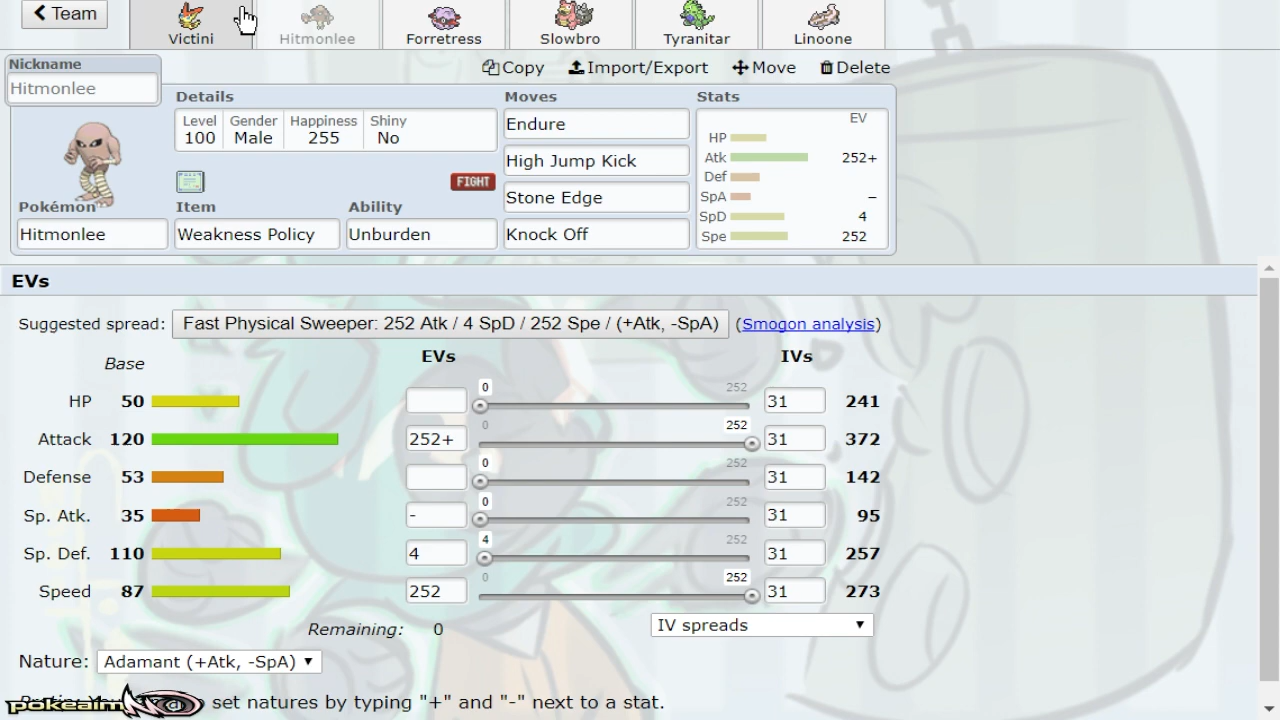 Team
Victini
Hitmonlee
Forretress
Slowbro
Tyranitar
Linoone
Nickname
Hitmonlee
Copy Import/Export Move Delete
Details
Level Gender Happiness Shiny
100 Male 255 No
FIGHT
Pokémon
Hitmonlee
Item
Weakness Policy
Ability
Unburden
Moves
Endure
High Jump Kick
Stone Edge
Knock Off
Stats
EV
HP
Atk 252+
Def
SpA –
SpD 4
Spe 252
EVs
Suggested spread: Fast Physical Sweeper: 252 Atk / 4 SpD / 252 Spe / (+Atk, -SpA) (Smogon analysis)
Base EVs IVs
HP 50 0 252 31 241
Attack 120 252+ 0 252 31 372
Defense 53 0 252 31 142
Sp. Atk. 35 - 0 252 31 95
Sp. Def. 110 4 4 252 31 257
Speed 87 252 0 252 31 273
Remaining: 0
IV spreads
Nature: Adamant (+Atk, -SpA)
set natures by typing "+" and "-" next to a stat.
pokeaim